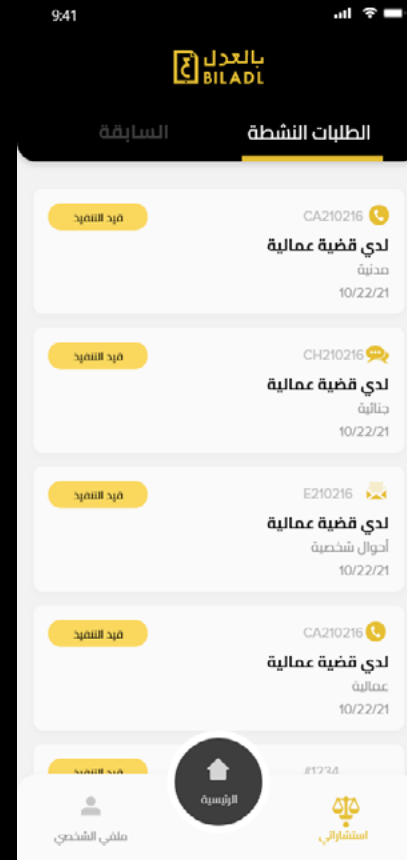 9:41
بالعدل
BILADL
الطلبات النشطة
السابقة
CA210216
قيد التنفيذ
لدي قضية عمالية
مدنية
10/22/21
CH210216
قيد التنفيذ
لدي قضية عمالية
جنائية
10/22/21
E210216
قيد التنفيذ
لدي قضية عمالية
أحوال شخصية
10/22/21
CA210216
قيد التنفيذ
لدي قضية عمالية
عمالية
10/22/21
#1234
قيد التنفيذ
استشاراتي
الرئيسية
ملفي الشخصي